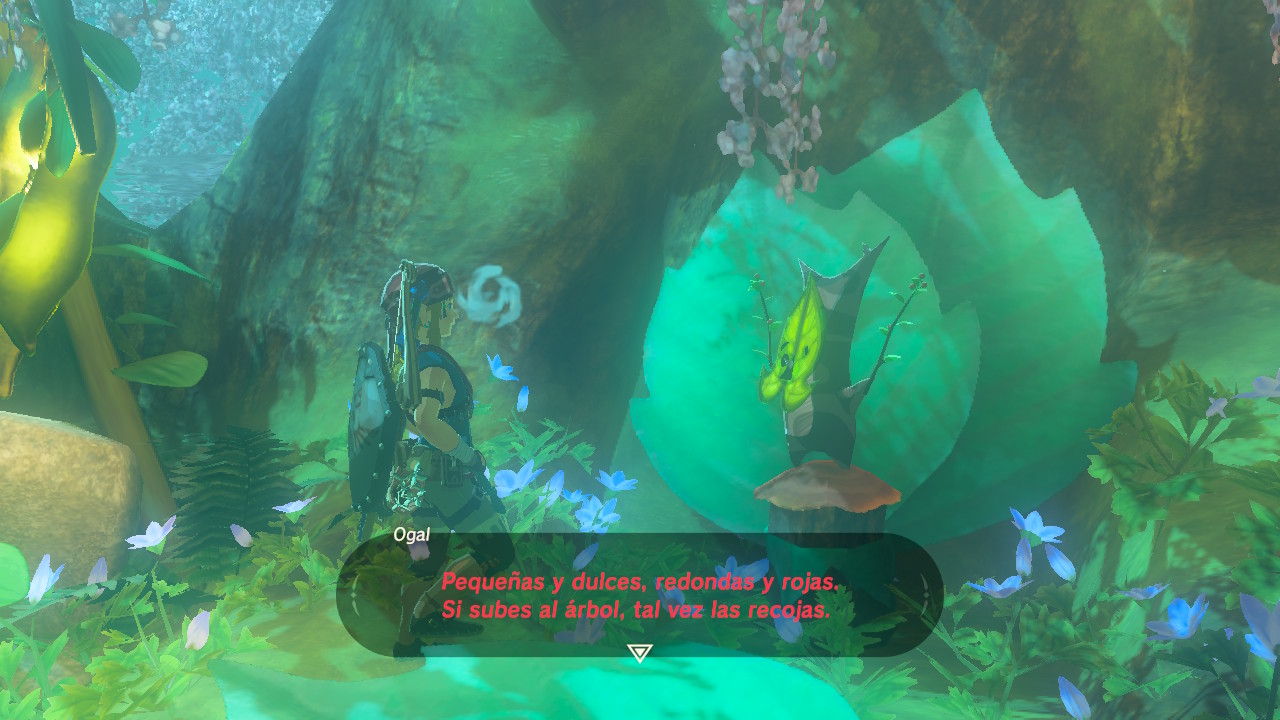 Ogal
Pequeñas y dulces, redondas y rojas.
Si subes al árbol, tal vez las recojas.